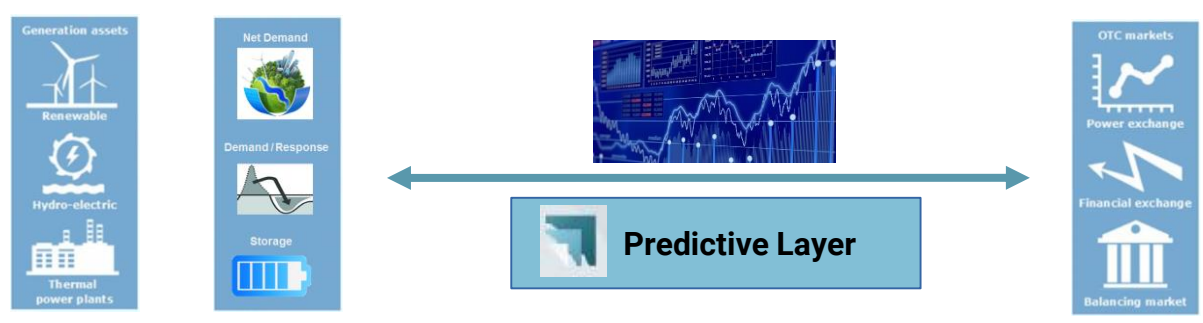 Generation assets
Renewable
Hydro-electric
Thermal
power plants
Net Demand
Demand / Response
Storage
Predictive Layer
OTC markets
Power exchange
Financial exchange
Balancing market